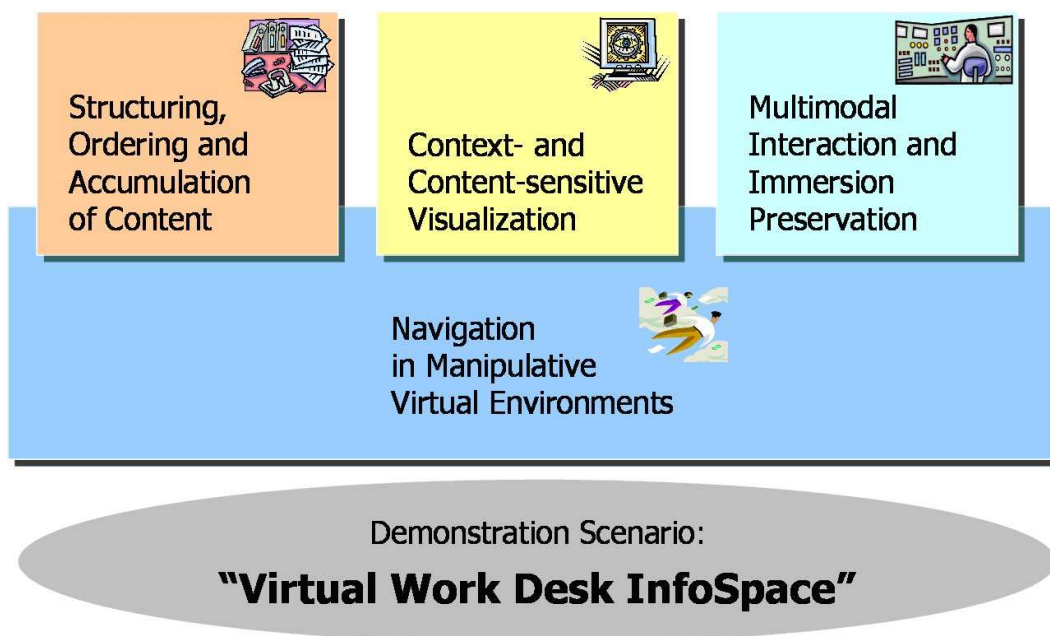 Structuring,
Ordering and
Accumulation
of Content
Context- and
Content-sensitive
Visualization
Multimodal
Interaction and
Immersion
Preservation
Navigation
in Manipulative
Virtual Environments
Demonstration Scenario:
“Virtual Work Desk InfoSpace”